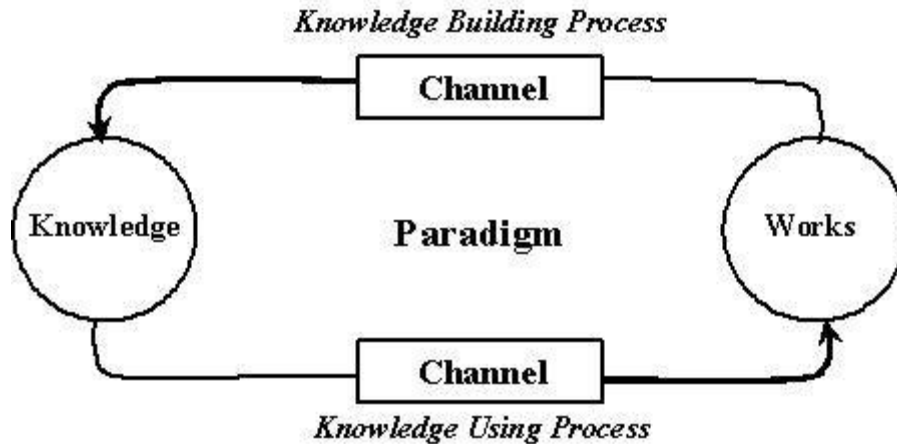 Knowledge Building Process
Channel
Knowledge
Paradigm
Works
Channel
Knowledge Using Process